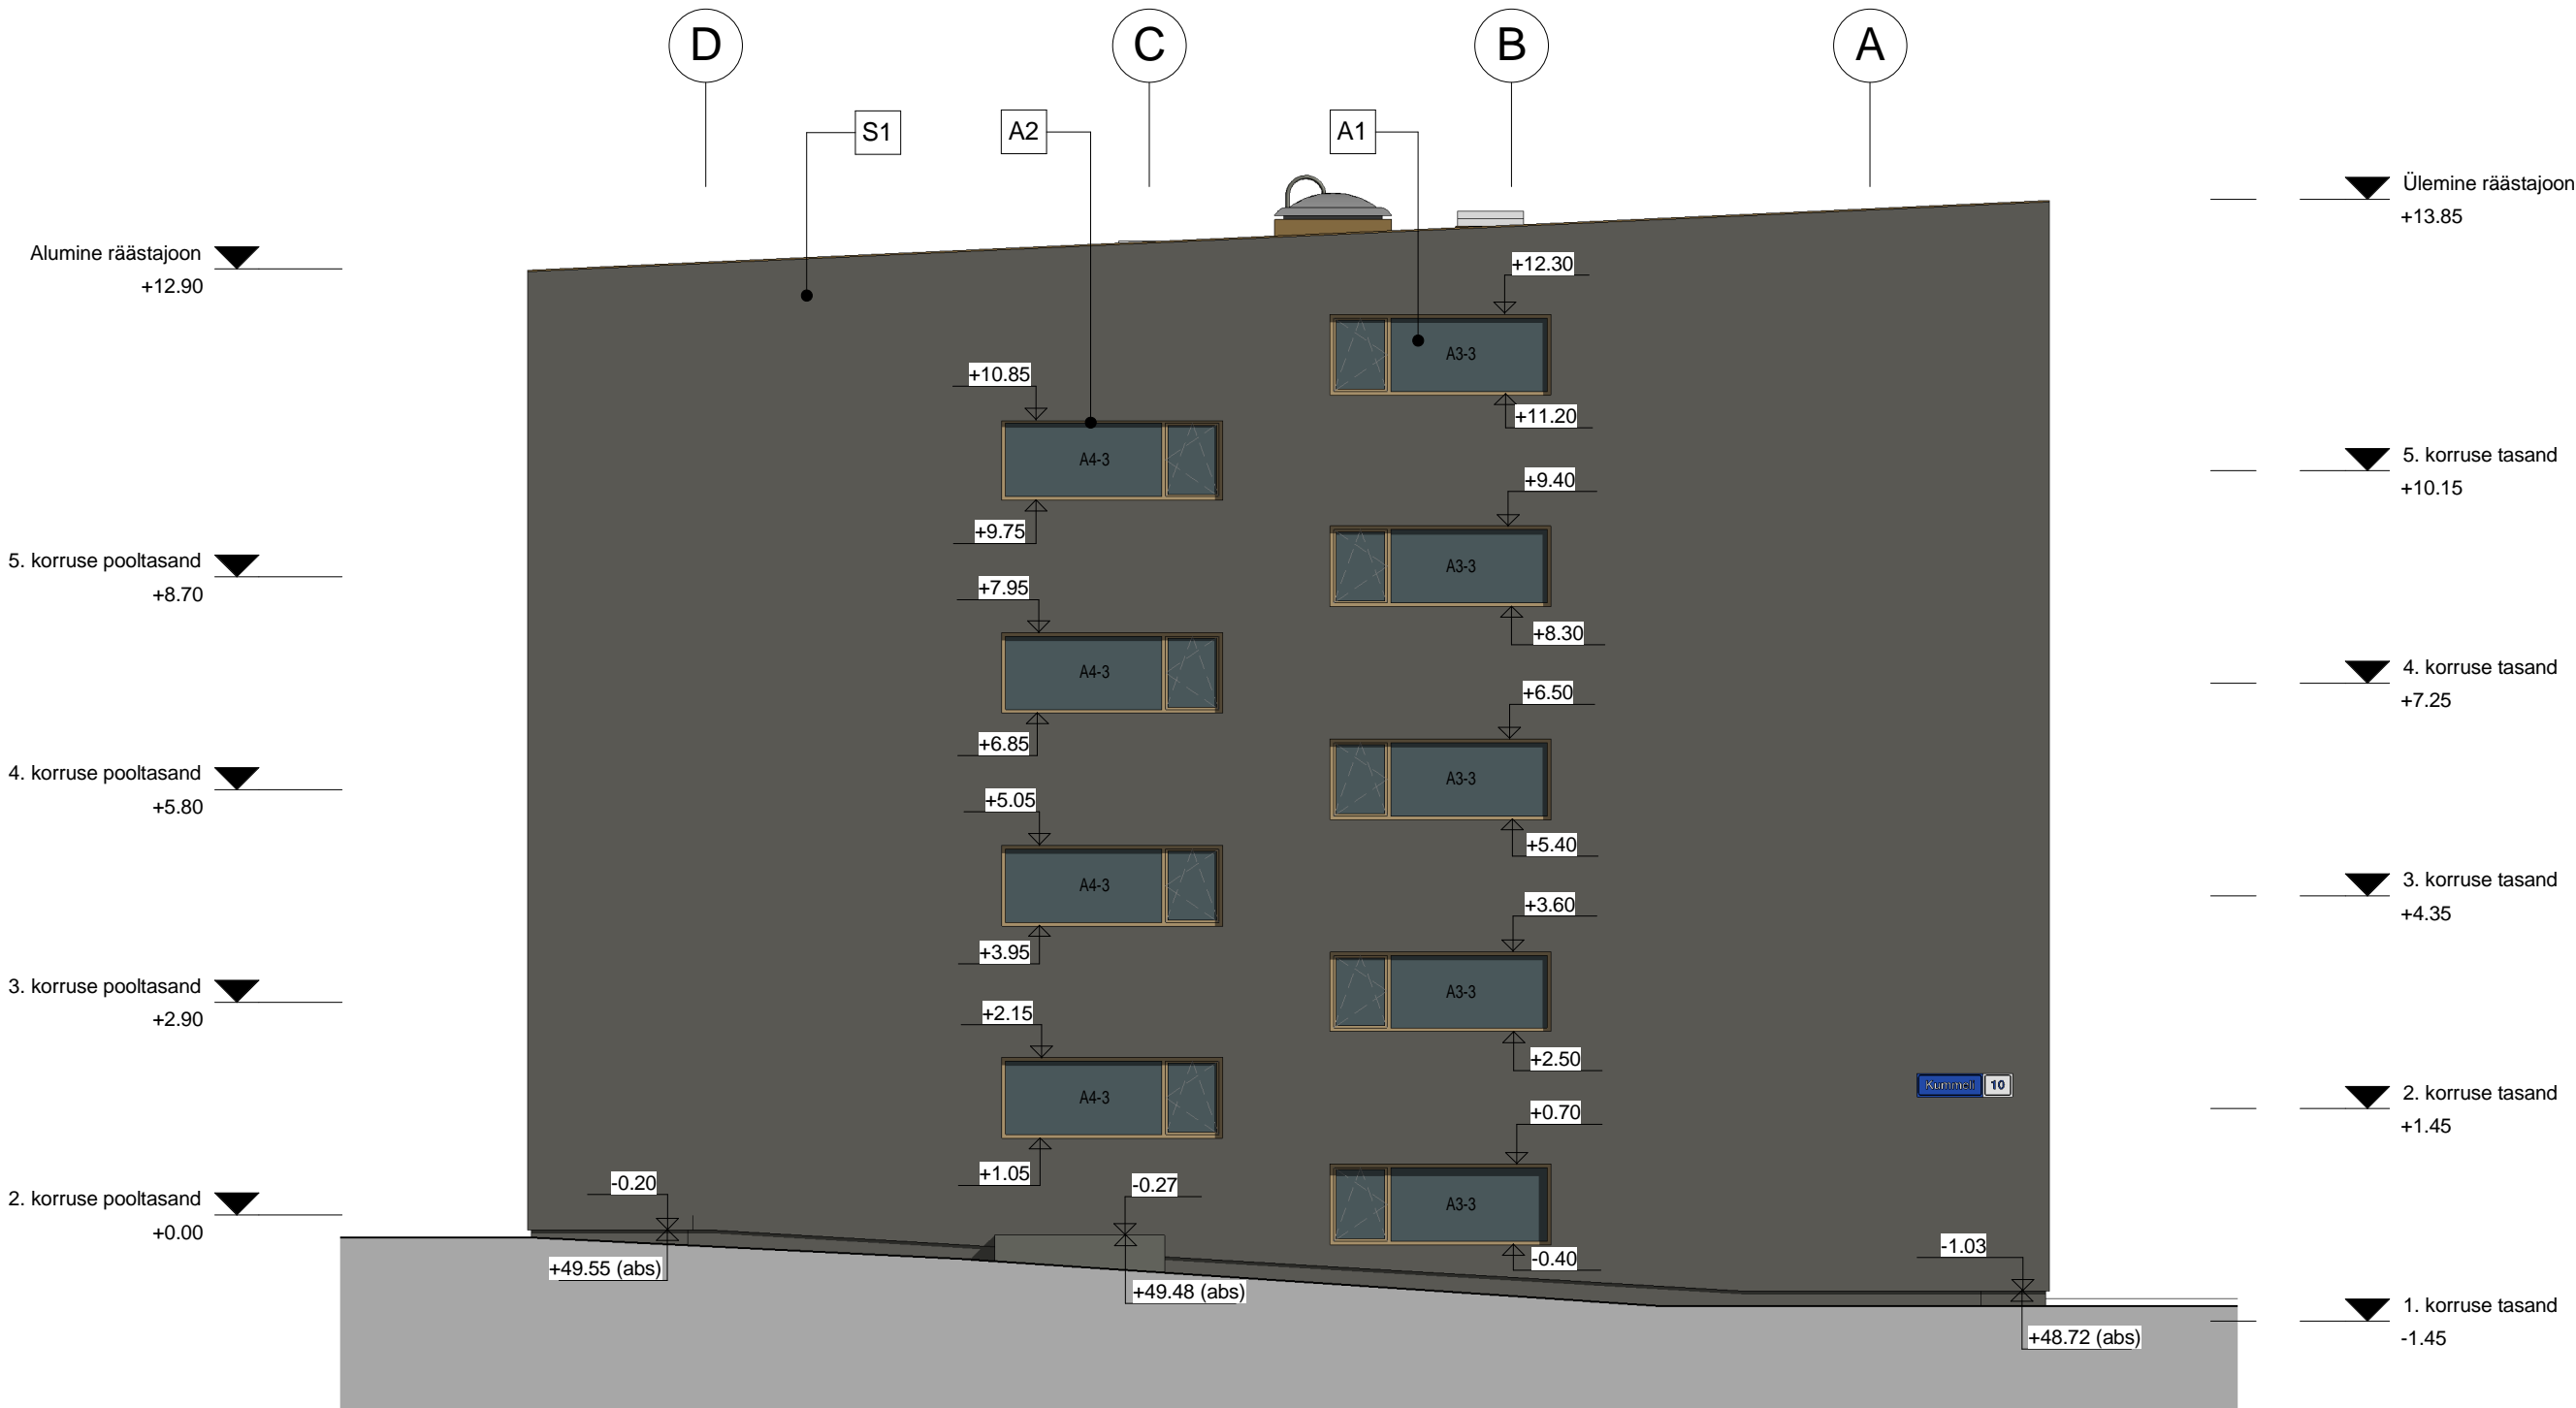 D
C
B
A
S1
A2
A1
Ülemine räästajoon
+13.85
Alumine räästajoon
+12.90
+12.30
A3-3
+11.20
+10.85
A4-3
+9.75
5. korruse tasand
+10.15
+9.40
A3-3
+8.30
5. korruse pooltasand
+8.70
+7.95
A4-3
+6.85
4. korruse tasand
+7.25
+6.50
A3-3
+5.40
4. korruse pooltasand
+5.80
+5.05
A4-3
+3.95
3. korruse tasand
+4.35
+3.60
A3-3
+2.50
3. korruse pooltasand
+2.90
+2.15
A4-3
+1.05
Kummeli 10
2. korruse tasand
+1.45
+0.70
A3-3
-0.40
2. korruse pooltasand
+0.00
-0.20
+49.55 (abs)
-0.27
+49.48 (abs)
-1.03
+48.72 (abs)
1. korruse tasand
-1.45